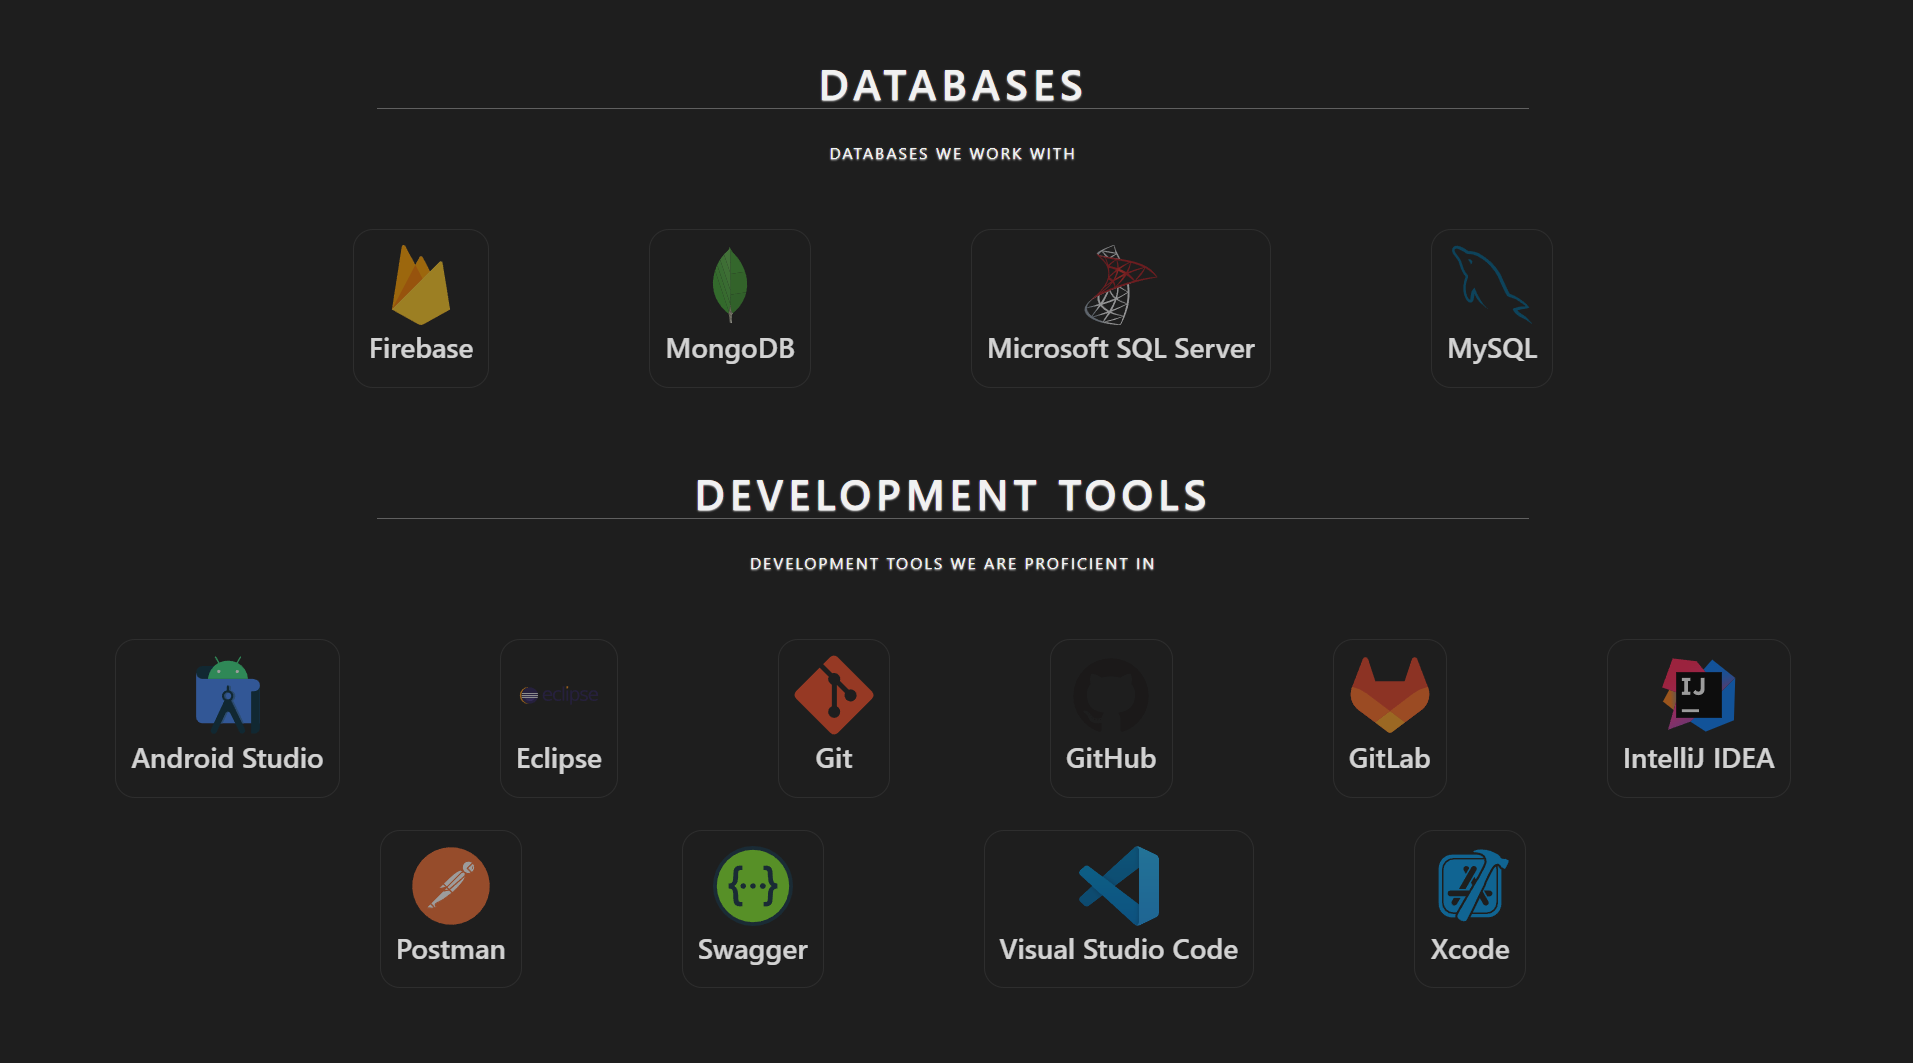 DATABASES
DATABASES WE WORK WITH
Firebase
MongoDB
Microsoft SQL Server
MySQL
DEVELOPMENT TOOLS
DEVELOPMENT TOOLS WE ARE PROFICIENT IN
eclipse
IJ
Android Studio
Eclipse
Git
GitHub
GitLab
IntelliJ IDEA
Postman
Swagger
Visual Studio Code
Xcode